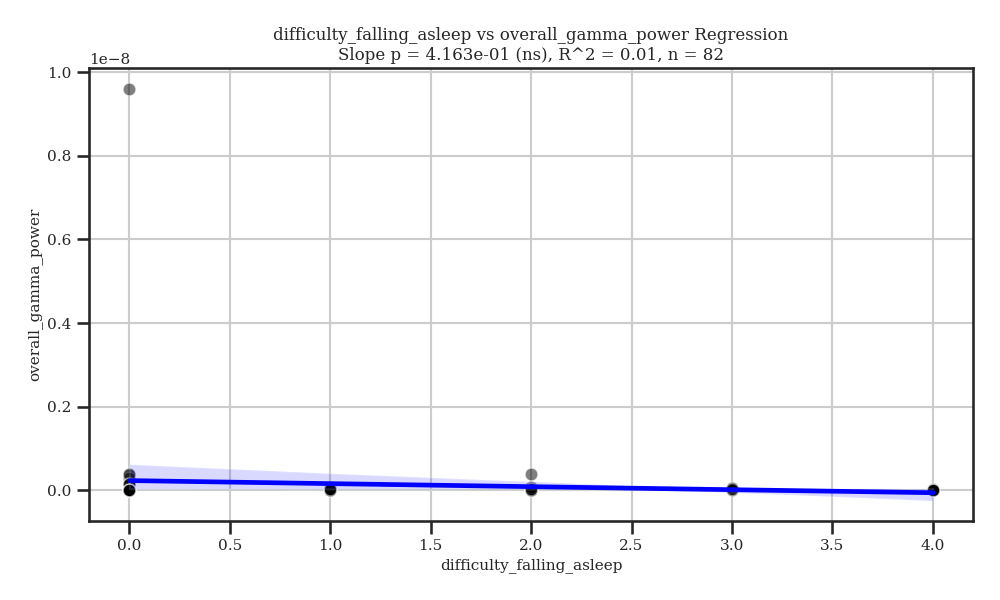 difficulty_falling_asleep vs overall_gamma_power Regression
Slope p = 4.163e-01 (ns), R^2 = 0.01, n = 82
1e−8
1.0
0.8
0.6
0.4
0.2
0.0
overall_gamma_power
0.0 0.5 1.0 1.5 2.0 2.5 3.0 3.5 4.0
difficulty_falling_asleep